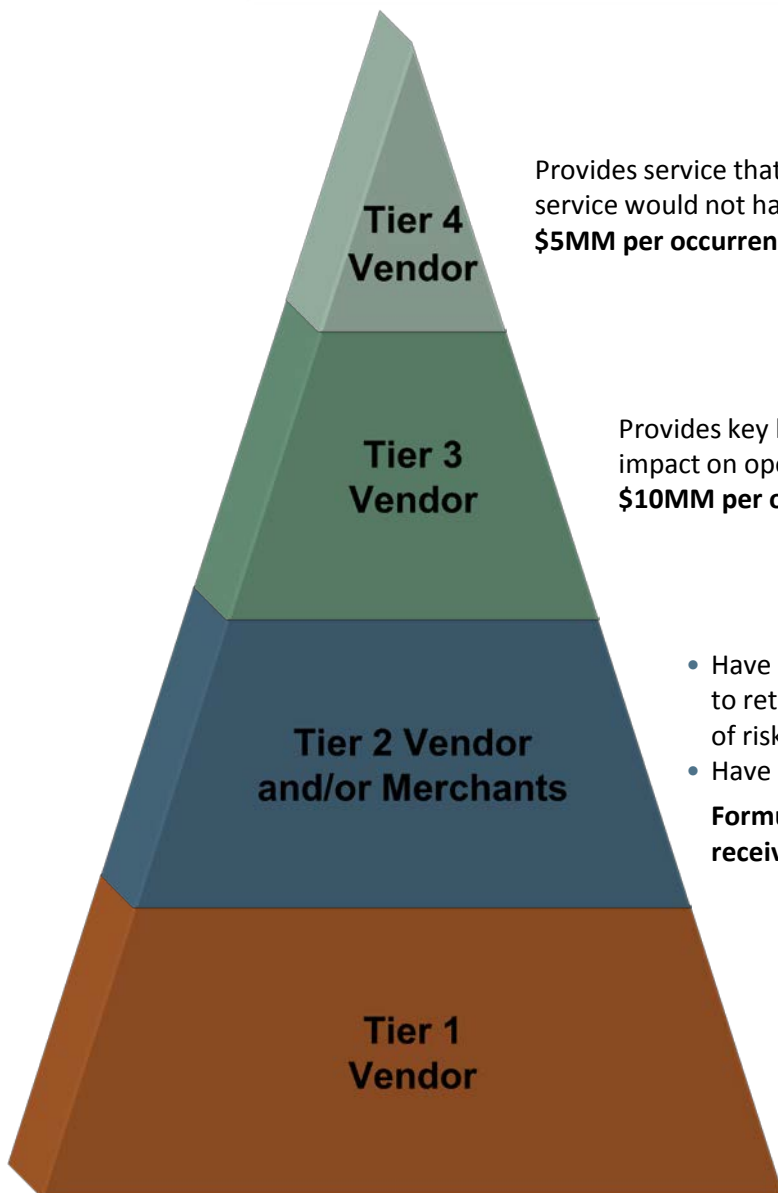 Tier 4
Vendor
Provides service that
service would not ha
$5MM per occurren
Tier 3
Vendor
Provides key
impact on ope
$10MM per
Tier 2 Vendor
and/or Merchants
• Have
to ret
of risk
• Have
Formu
receiv
Tier 1
Vendor